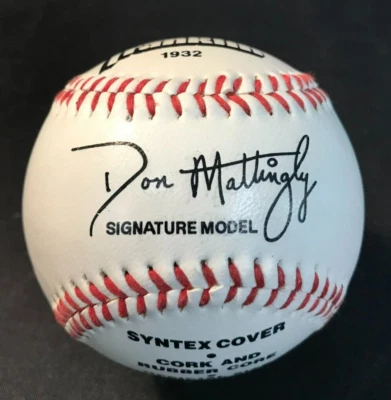 1932
Don Mattingly
SIGNATURE MODEL
SYNTEX COVER
CORK AND
RUBBER CORE